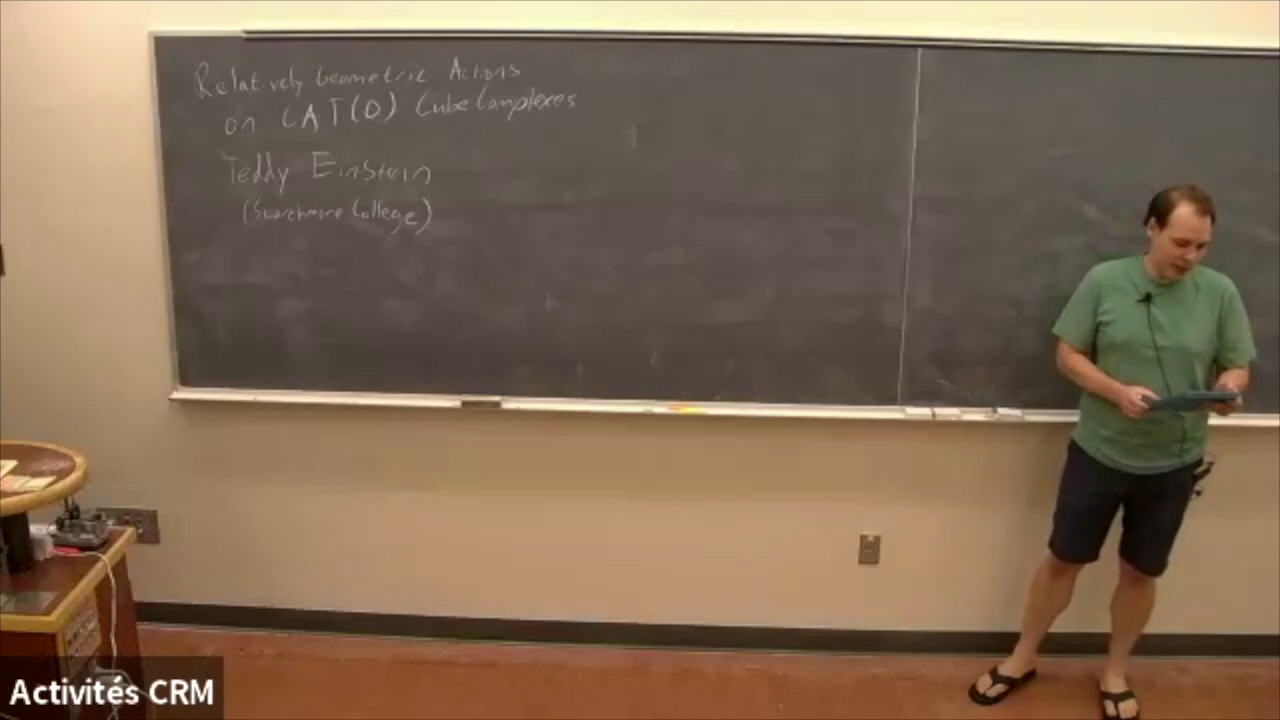 Relatively Geometric Actions
on CAT(0) Cube Complexes
Teddy Einstein
(Swarthmore College)
Activités CRM